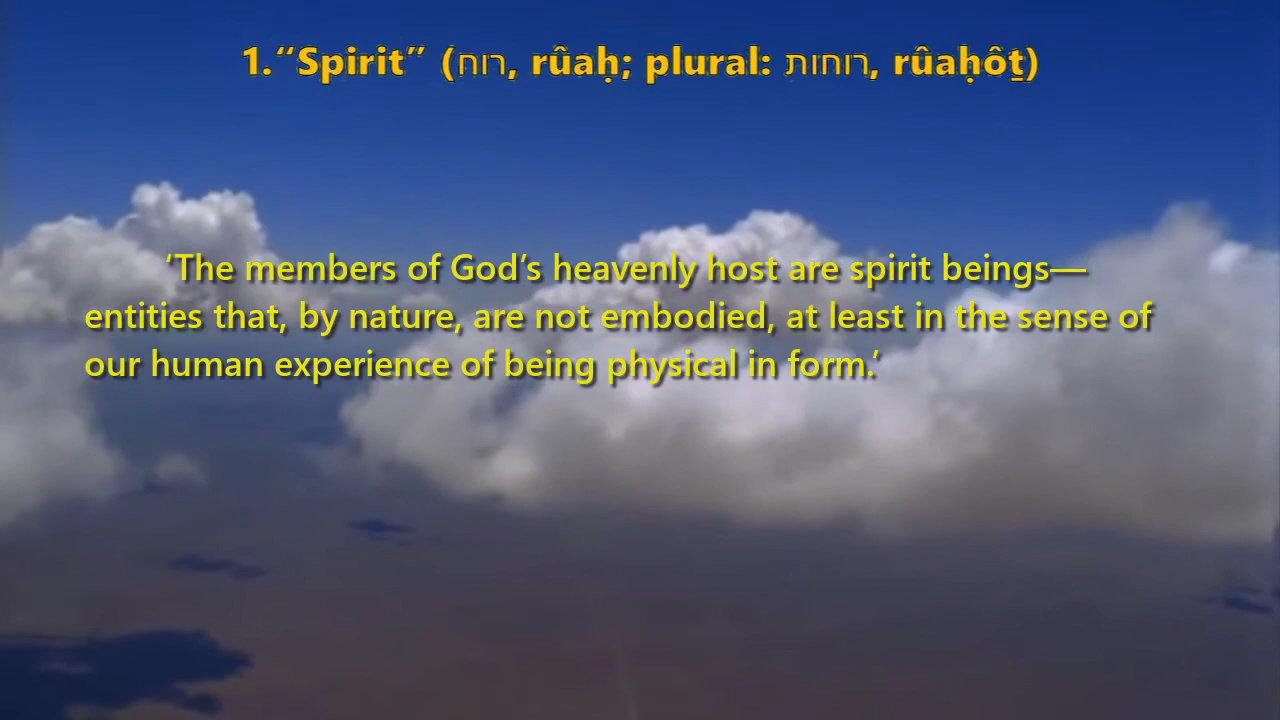 1.“Spirit” (רוח, rûaḥ; plural: רוחות, rûaḥôṯ)
‘The members of God’s heavenly host are spirit beings—
entities that, by nature, are not embodied, at least in the sense of
our human experience of being physical in form.’